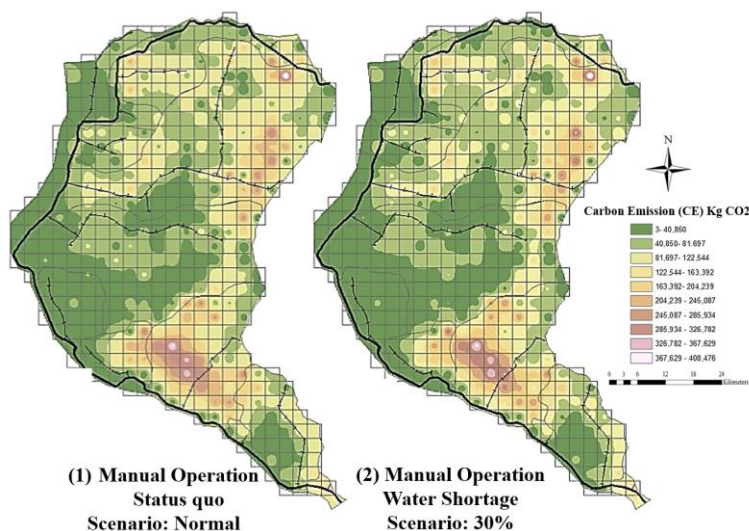 N
Carbon Emission (CE) Kg CO2
3- 40,850
40,850- 81.697
81,697- 122,544
122,544- 163,392
163,392- 204,239
204,239 - 245,087
245,087 - 285,934
285,934 - 326,782
326,782 - 367,629
367,629 - 408,476
0 3 6 12 18 24
Kilometers
(1) Manual Operation
Status quo
Scenario: Normal
(2) Manual Operation
Water Shortage
Scenario: 30%